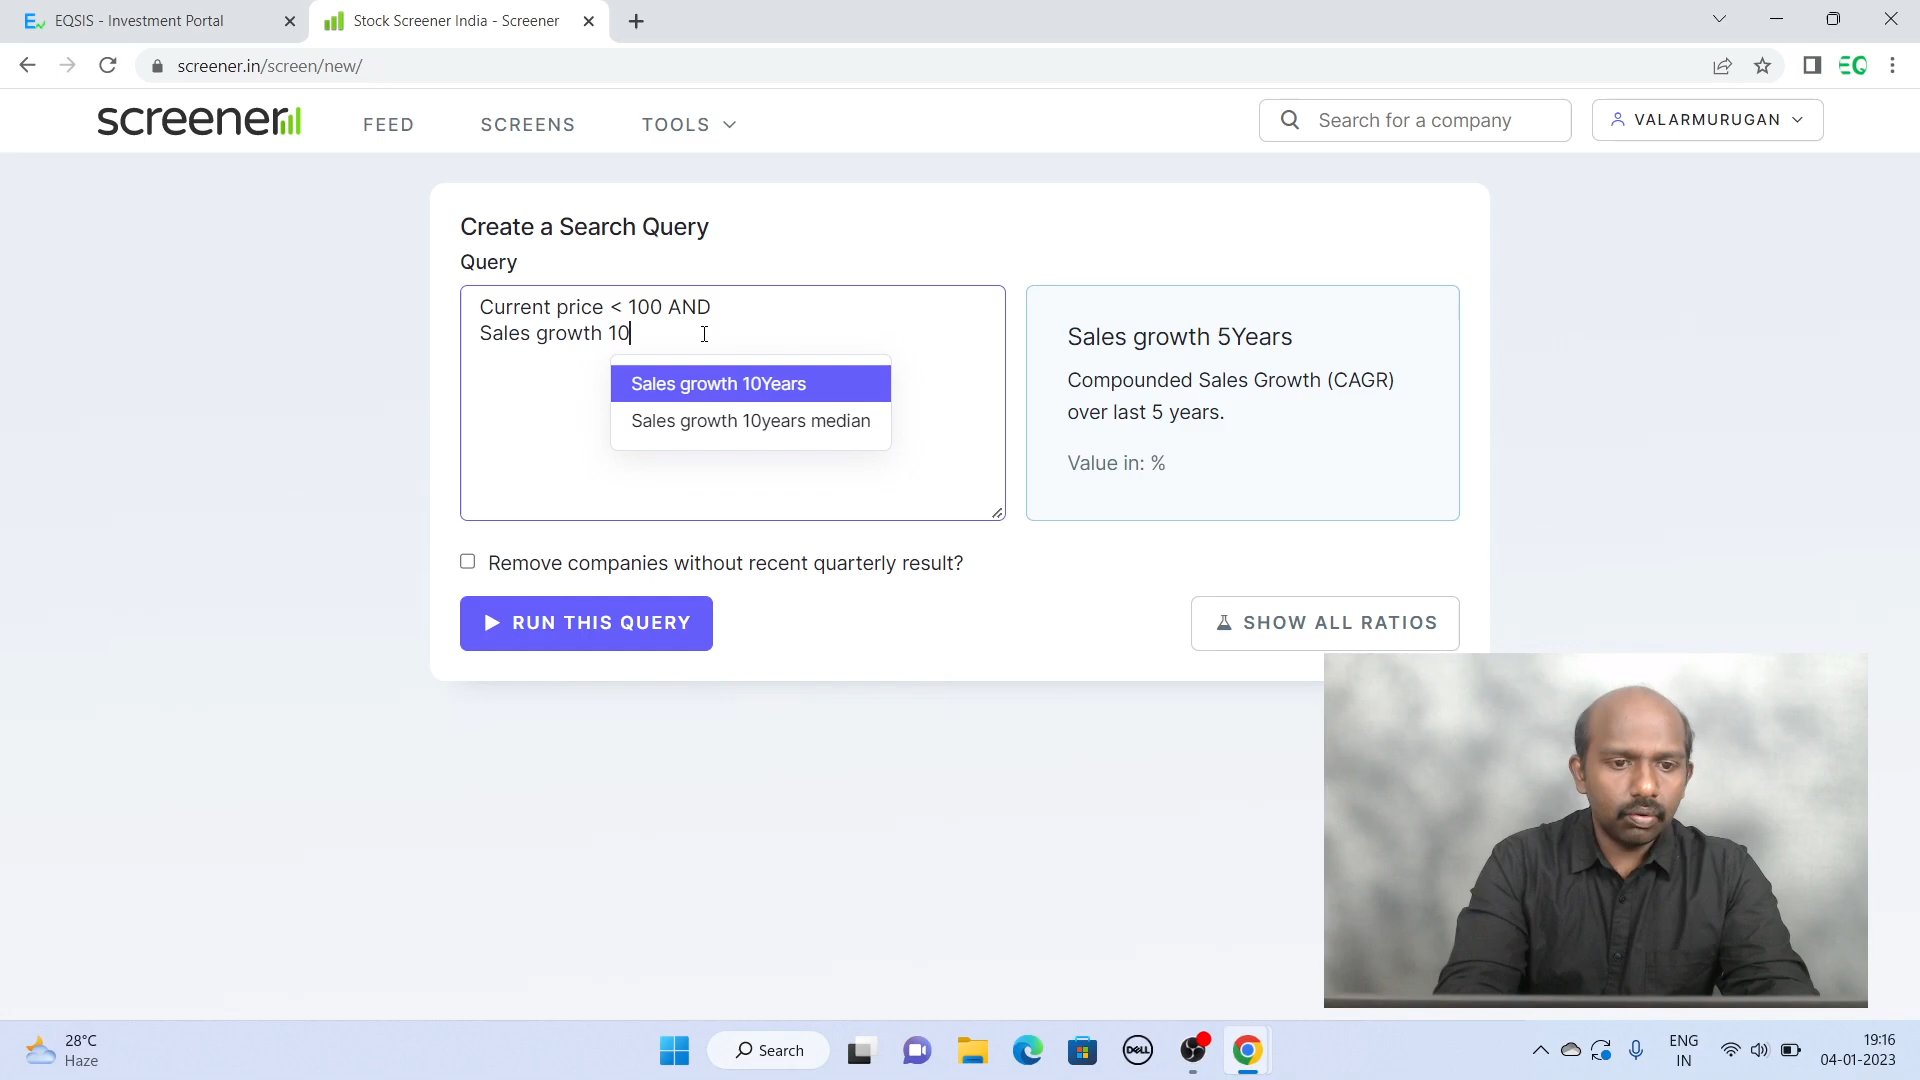 EQSIS - Investment Portal
Stock Screener India - Screener
screener.in/screen/new/
EQ
screener
FEED
SCREENS
TOOLS
Search for a company
VALARMURUGAN
Create a Search Query
Query
Current price < 100 AND
Sales growth 10
Sales growth 10Years
Sales growth 10years median
Sales growth 5Years
Compounded Sales Growth (CAGR)
over last 5 years.
Value in: %
Remove companies without recent quarterly result?
RUN THIS QUERY
SHOW ALL RATIOS
28°C
Haze
Search
DELL
ENG
IN
19:16
04-01-2023